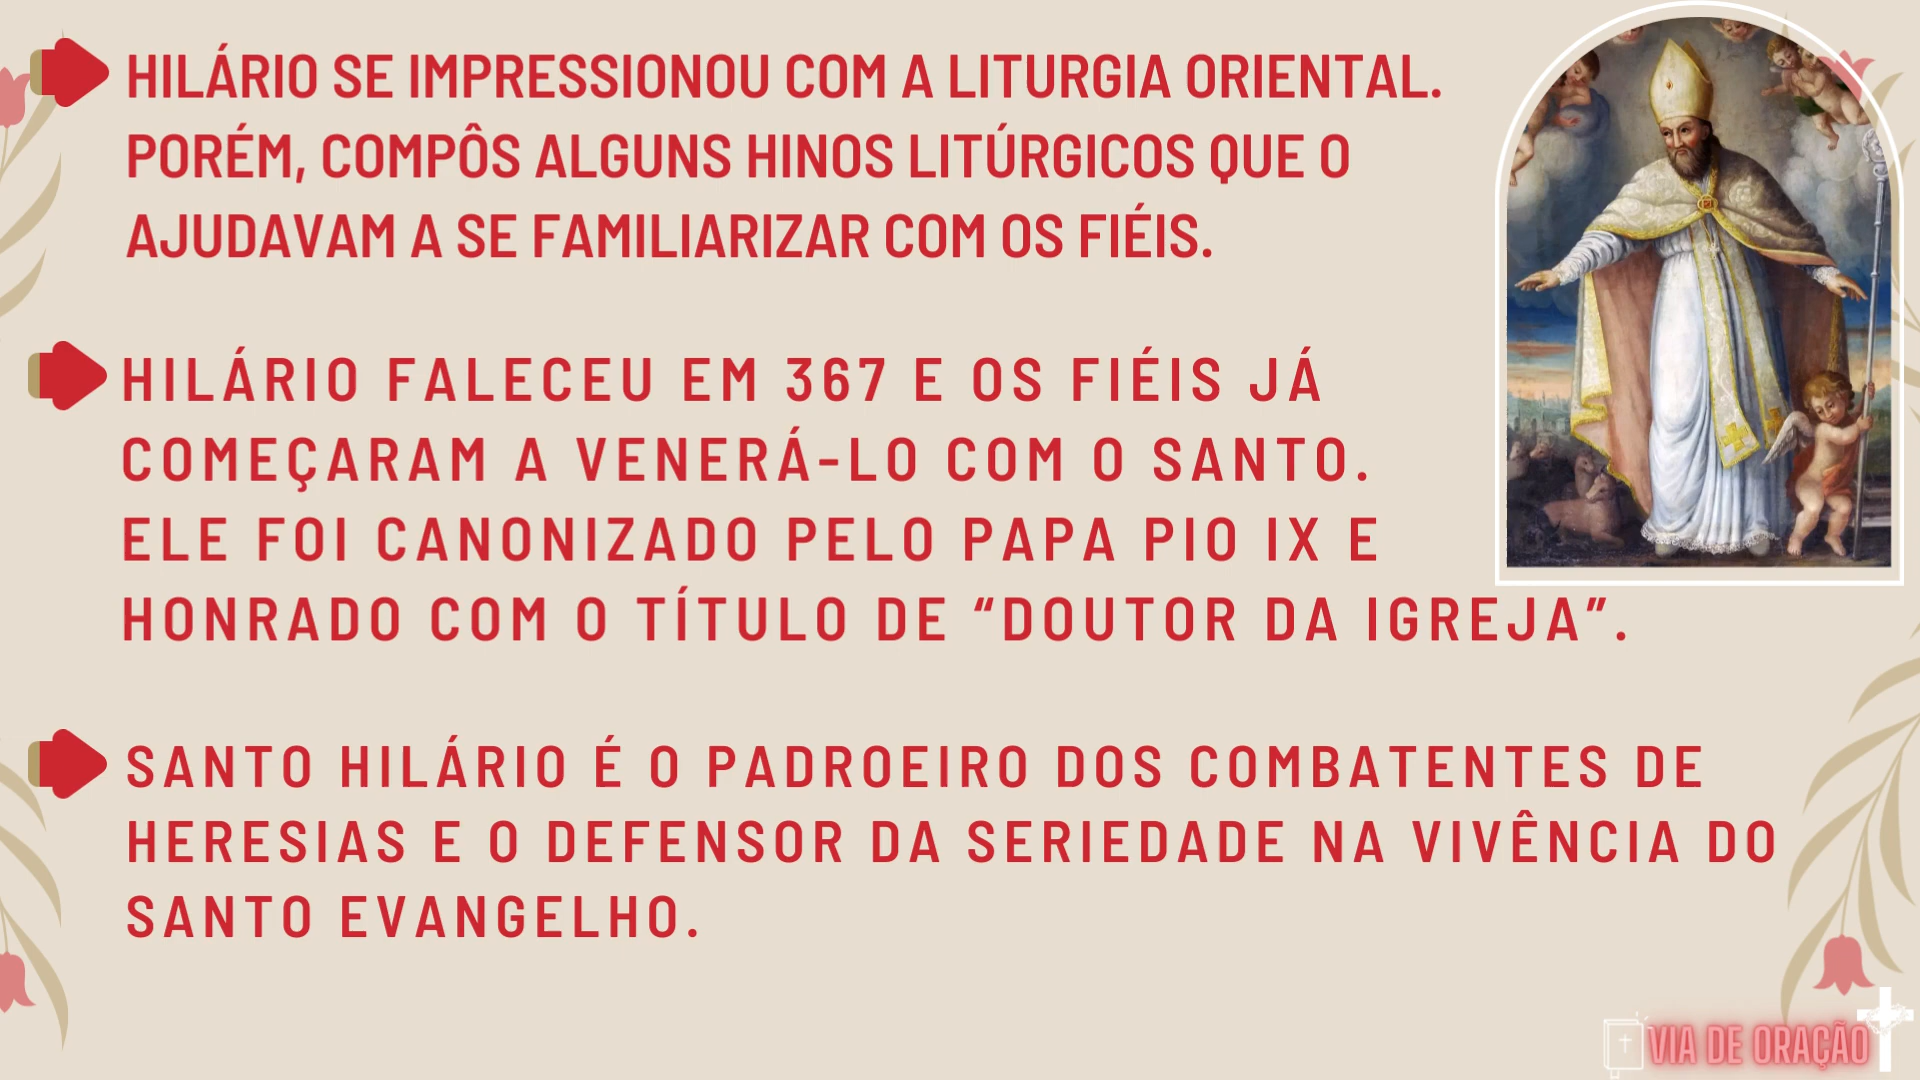 HILÁRIO SE IMPRESSIONOU COM A LITURGIA ORIENTAL.
PORÉM, COMPÔS ALGUNS HINOS LITÚRGICOS QUE O
AJUDAVAM A SE FAMILIARIZAR COM OS FIÉIS.
HILÁRIO FALECEU EM 367 E OS FIÉIS JÁ
COMEÇARAM A VENERÁ-LO COM O SANTO.
ELE FOI CANONIZADO PELO PAPA PIO IX E
HONRADO COM O TÍTULO DE “DOUTOR DA IGREJA”.
SANTO HILÁRIO É O PADROEIRO DOS COMBATENTES DE
HERESIAS E O DEFENSOR DA SERIEDADE NA VIVÊNCIA DO
SANTO EVANGELHO.
VIA DE ORAÇÃO